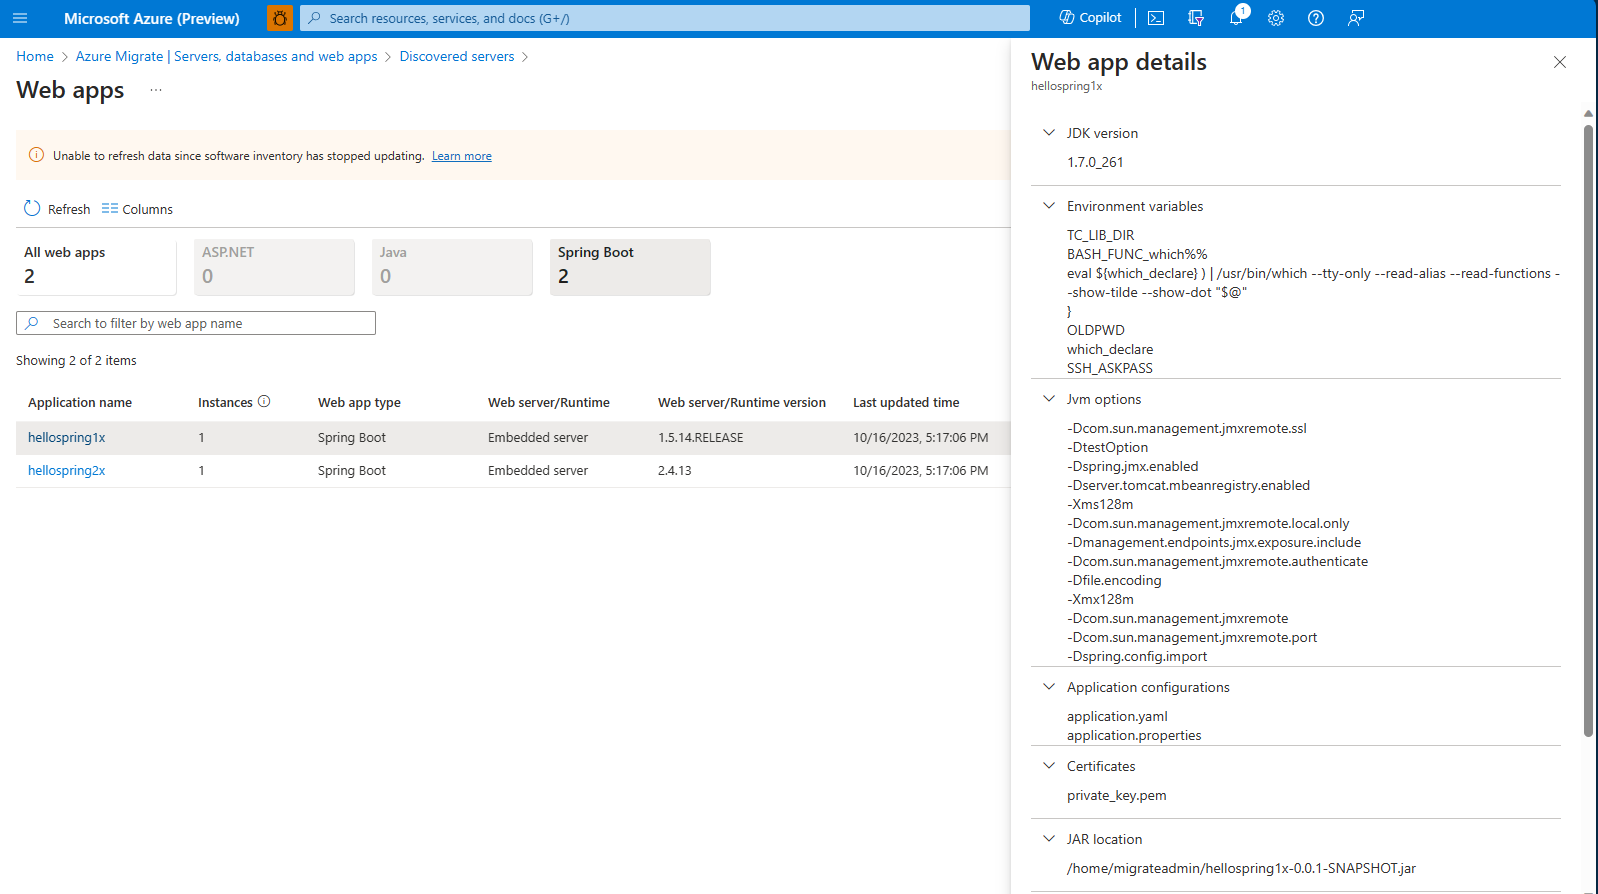 Microsoft Azure (Preview)
Search resources, services, and docs (G+/)
Copilot
1
Home > Azure Migrate | Servers, databases and web apps > Discovered servers >
Web apps ...
Unable to refresh data since software inventory has stopped updating. Learn more
Refresh Columns
All web apps
2
ASP.NET
0
Java
0
Spring Boot
2
Search to filter by web app name
Showing 2 of 2 items
Application name Instances Web app type Web server/Runtime Web server/Runtime version Last updated time
hellospring1x 1 Spring Boot Embedded server 1.5.14.RELEASE 10/16/2023, 5:17:06 PM
hellospring2x 1 Spring Boot Embedded server 2.4.13 10/16/2023, 5:17:06 PM
Web app details
hellospring1x
JDK version
1.7.0_261
Environment variables
TC_LIB_DIR
BASH_FUNC_which%%
eval ${which_declare} ) | /usr/bin/which --tty-only --read-alias --read-functions -
-show-tilde --show-dot "$@"
}
OLDPWD
which_declare
SSH_ASKPASS
Jvm options
-Dcom.sun.management.jmxremote.ssl
-DtestOption
-Dspring.jmx.enabled
-Dserver.tomcat.mbeanregistry.enabled
-Xms128m
-Dcom.sun.management.jmxremote.local.only
-Dmanagement.endpoints.jmx.exposure.include
-Dcom.sun.management.jmxremote.authenticate
-Dfile.encoding
-Xmx128m
-Dcom.sun.management.jmxremote
-Dcom.sun.management.jmxremote.port
-Dspring.config.import
Application configurations
application.yaml
application.properties
Certificates
private_key.pem
JAR location
/home/migrateadmin/hellospring1x-0.0.1-SNAPSHOT.jar